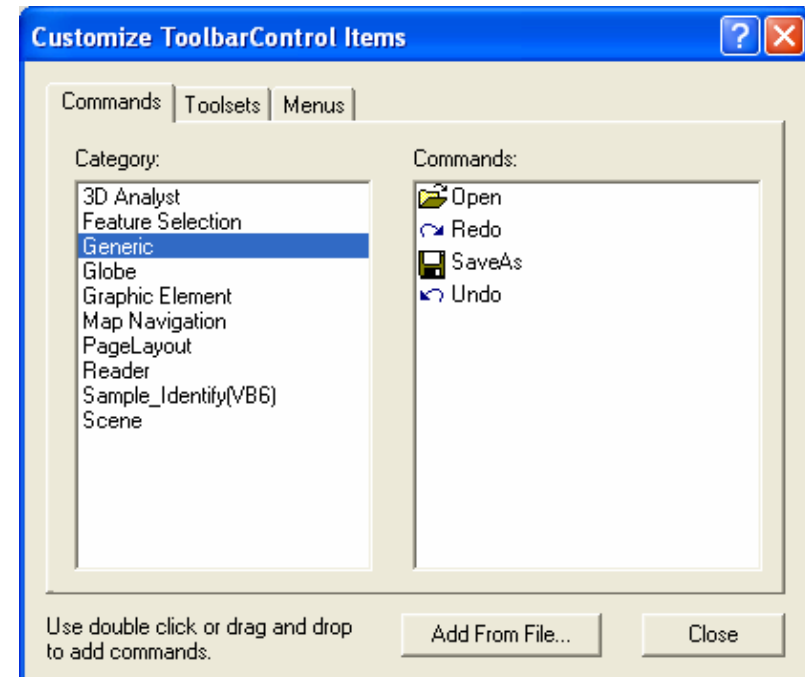 Customize ToolbarControl Items
Commands
Toolsets
Menus
Category:
3D Analyst
Feature Selection
Generic
Globe
Graphic Element
Map Navigation
PageLayout
Reader
Sample_Identify(VB6)
Scene
Commands:
Open
Redo
SaveAs
Undo
Use double click or drag and drop
to add commands.
Add From File...
Close